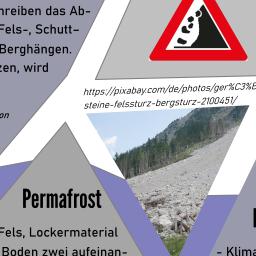 hreiben das Ab-
Fels-, Schutt-
Berghängen.
zen, wird
on
https://pixabay.com/de/photos/ger%C3%B
steine-felssturz-bergsturz-2100451/
Permafrost
Fels, Lockermaterial
Boden zwei aufeinan-
- Klima